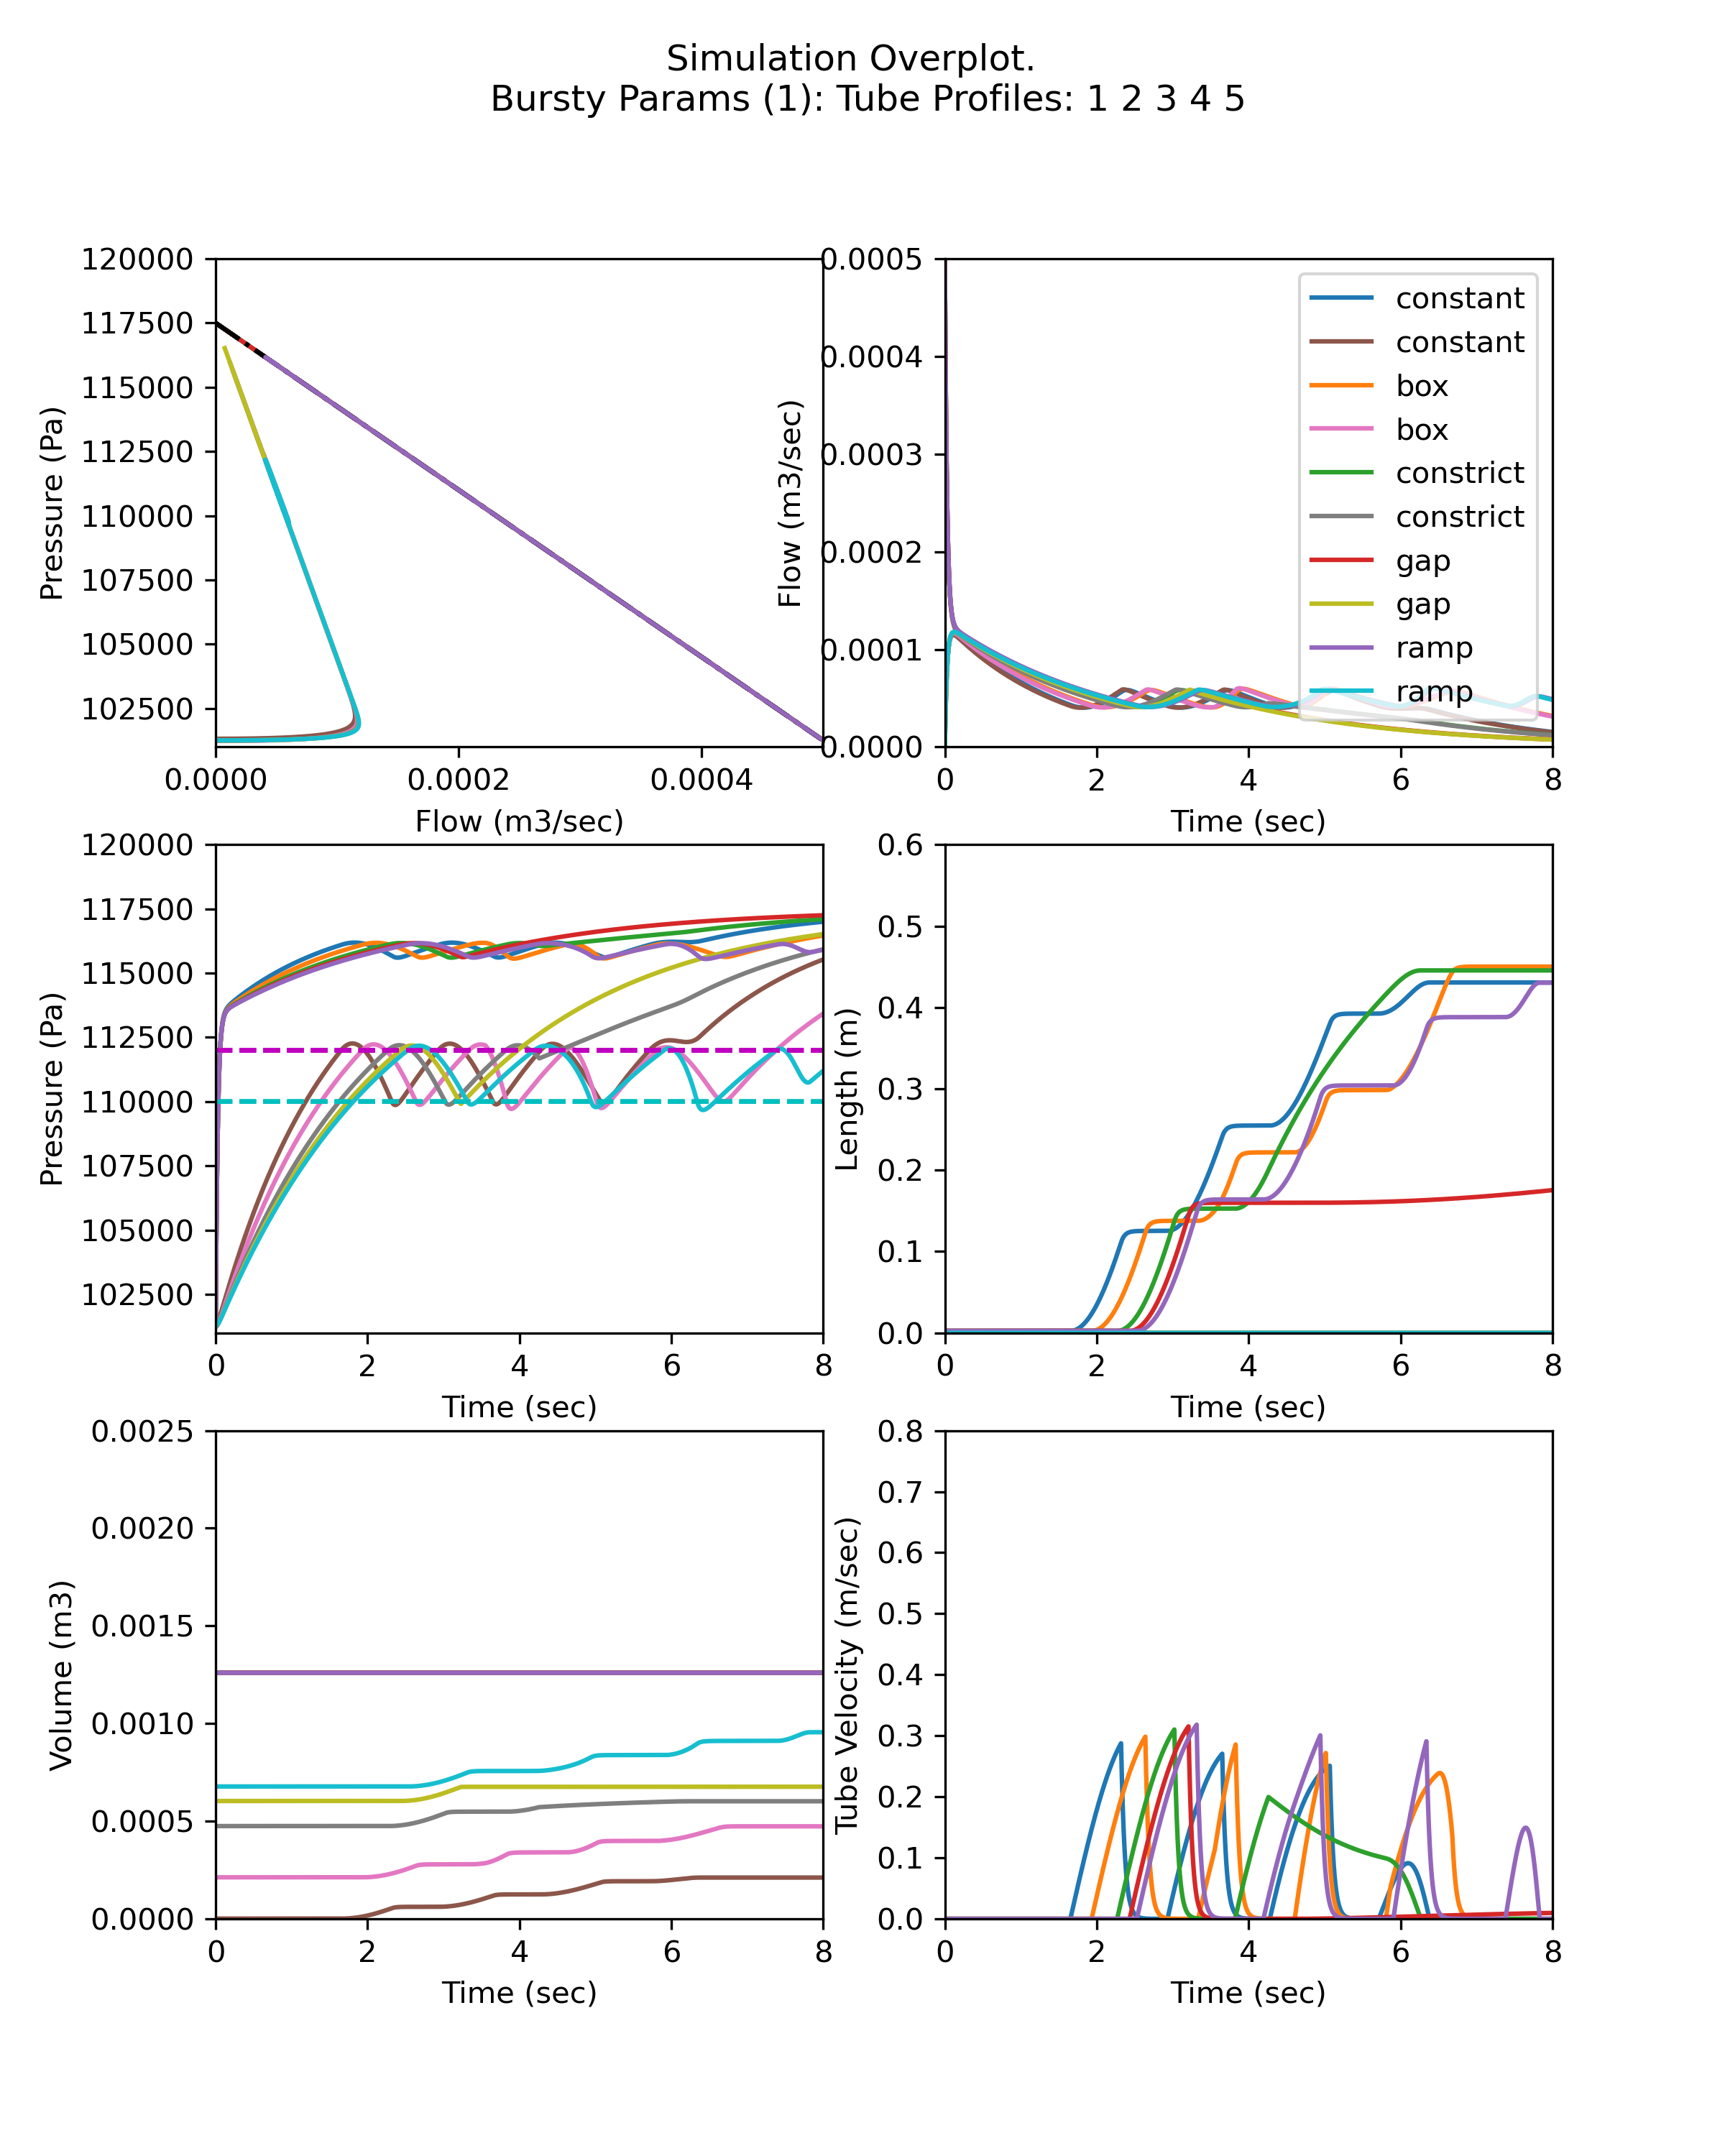 Simulation Overplot.
Bursty Params (1): Tube Profiles: 1 2 3 4 5
120000
117500
115000
112500
110000
107500
105000
102500
Pressure (Pa)
0.0000 0.0002 0.0004
Flow (m3/sec)
0.0005
0.0004
0.0003
0.0002
0.0001
0.0000
Flow (m3/sec)
constant
constant
box
box
constrict
constrict
gap
gap
ramp
ramp
0 2 4 6 8
Time (sec)
120000
117500
115000
112500
110000
107500
105000
102500
Pressure (Pa)
0 2 4 6 8
Time (sec)
0.6
0.5
0.4
0.3
0.2
0.1
0.0
Length (m)
0 2 4 6 8
Time (sec)
0.0025
0.0020
0.0015
0.0010
0.0005
0.0000
Volume (m3)
0 2 4 6 8
Time (sec)
0.8
0.7
0.6
0.5
0.4
0.3
0.2
0.1
0.0
Tube Velocity (m/sec)
0 2 4 6 8
Time (sec)